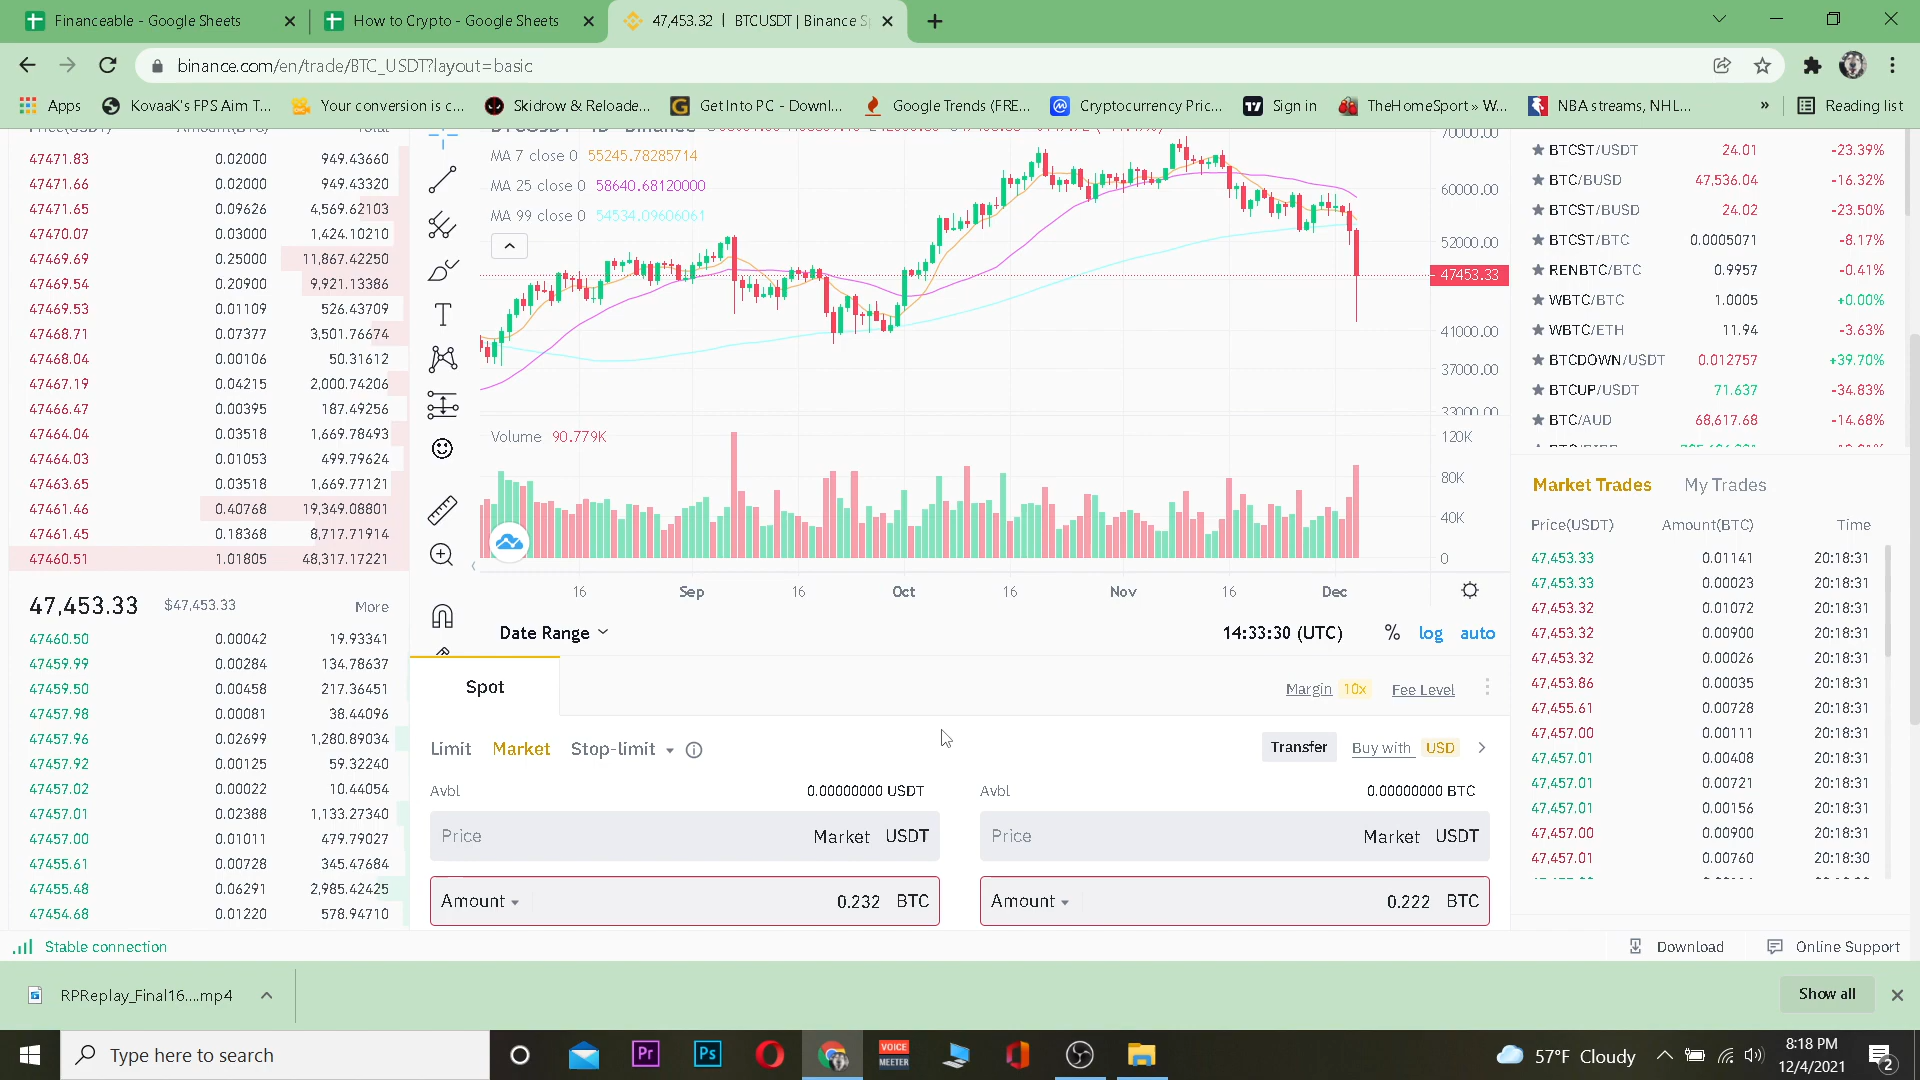 Financeable - Google Sheets
How to Crypto - Google Sheets
47,453.32 | BTCUSDT | Binance Sp
binance.com/en/trade/BTC_USDT?layout=basic
Apps
KovaaK's FPS Aim T...
Your conversion is c...
Skidrow & Reloade...
Get Into PC - Downl...
Google Trends (FRE...
Cryptocurrency Pric...
Sign in
TheHomeSport » W...
NBA streams, NHL...
»
Reading list
Price(USDT) Amount(BTC) Total
47471.83 0.02000 949.43660
47471.66 0.02000 949.43320
47471.65 0.09626 4,569.62103
47470.07 0.03000 1,424.10210
47469.69 0.25000 11,867.42250
47469.54 0.20900 9,921.13386
47469.53 0.01109 526.43709
47468.71 0.07377 3,501.76674
47468.04 0.00106 50.31612
47467.19 0.04215 2,000.74206
47466.47 0.00395 187.49256
47464.04 0.03518 1,669.78493
47464.03 0.01053 499.79624
47463.65 0.03518 1,669.77121
47461.46 0.40768 19,349.08801
47461.45 0.18368 8,717.71914
47460.51 1.01805 48,317.17221
47,453.33 $47,453.33 More
47460.50 0.00042 19.93341
47459.99 0.00284 134.78637
47459.50 0.00458 217.36451
47457.98 0.00081 38.44096
47457.96 0.02699 1,280.89034
47457.92 0.00125 59.32240
47457.02 0.00022 10.44054
47457.01 0.02388 1,133.27340
47457.00 0.01011 479.79027
47455.61 0.00728 345.47684
47455.48 0.06291 2,985.42425
47454.68 0.01220 578.94710
MA 7 close 0 55245.78285714
MA 25 close 0 58640.68120000
MA 99 close 0 54534.09606061
70000.00
60000.00
52000.00
47453.33
41000.00
37000.00
33000.00
Volume 90.779K
120K
80K
40K
0
16 Sep 16 Oct 16 Nov 16 Dec
Date Range
14:33:30 (UTC) % log auto
Spot
Margin 10x Fee Level
Limit Market Stop-limit
Transfer Buy with USD
Avbl 0.00000000 USDT
Price Market USDT
Amount 0.232 BTC
Avbl 0.00000000 BTC
Price Market USDT
Amount 0.222 BTC
BTCST/USDT 24.01 -23.39%
BTC/BUSD 47,536.04 -16.32%
BTCST/BUSD 24.02 -23.50%
BTCST/BTC 0.0005071 -8.17%
RENBTC/BTC 0.9957 -0.41%
WBTC/BTC 1.0005 +0.00%
WBTC/ETH 11.94 -3.63%
BTCDOWN/USDT 0.012757 +39.70%
BTCUP/USDT 71.637 -34.83%
BTC/AUD 68,617.68 -14.68%
Market Trades My Trades
Price(USDT) Amount(BTC) Time
47,453.33 0.01141 20:18:31
47,453.33 0.00023 20:18:31
47,453.32 0.01072 20:18:31
47,453.32 0.00900 20:18:31
47,453.32 0.00026 20:18:31
47,453.86 0.00035 20:18:31
47,455.61 0.00728 20:18:31
47,457.00 0.00111 20:18:31
47,457.01 0.00408 20:18:31
47,457.01 0.00721 20:18:31
47,457.01 0.00156 20:18:31
47,457.00 0.00900 20:18:31
47,457.01 0.00760 20:18:30
Stable connection
Download
Online Support
RPReplay_Final16....mp4
Show all
Type here to search
Pr
Ps
VOICE
MEETER
57°F Cloudy
8:18 PM
12/4/2021
2